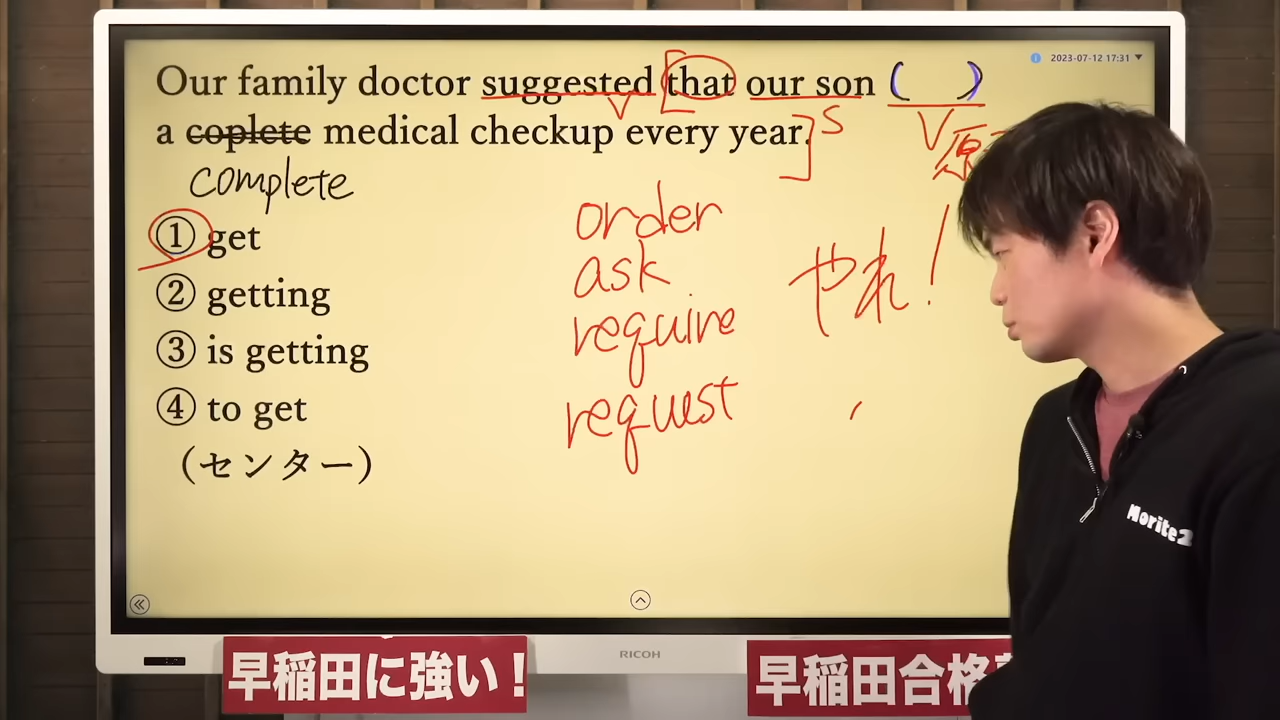 Our family doctor suggested [that our son (　)
a coplete medical checkup every year.]
S
V
V
原
complete
① get
② getting
③ is getting
④ to get
(センター)
order
ask
require
request
やれ!
2023-07-12 17:31
Morite2
RICOH
早稲田に強い!
早稲田合格